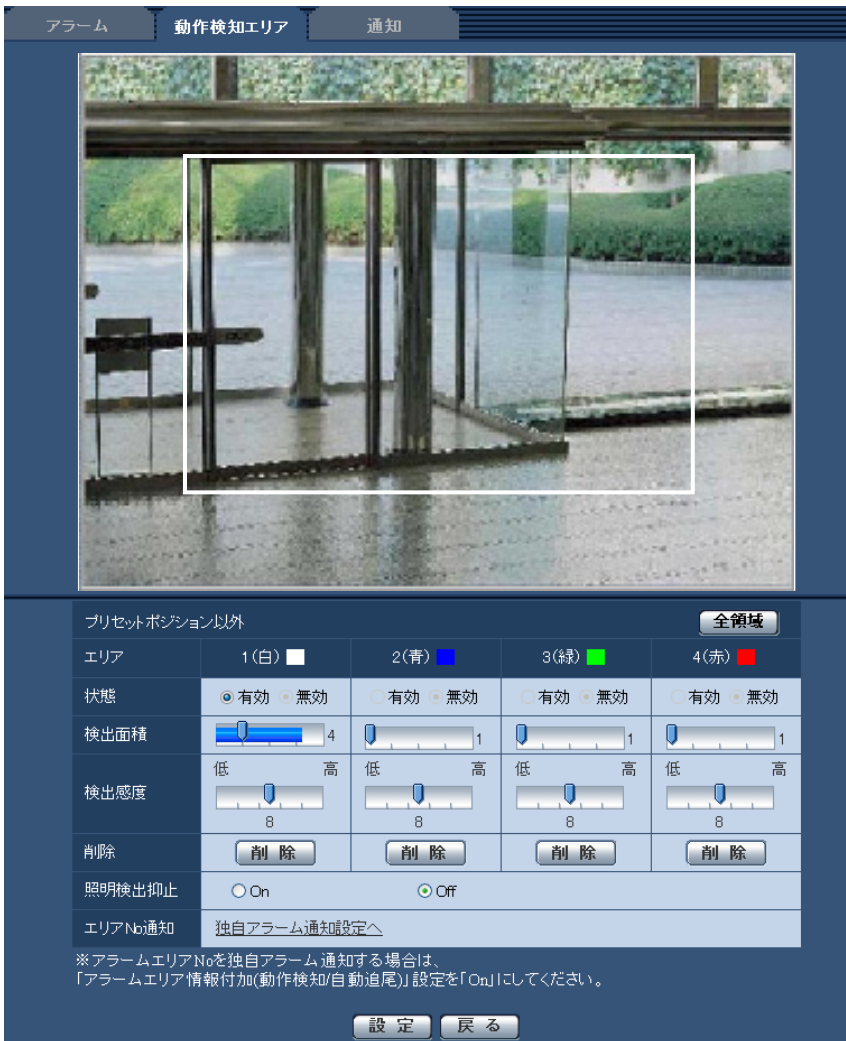 アラーム 動作検知エリア 通知
プリセットポジション以外 全領域
エリア 1(白) 2(青) 3(緑) 4(赤)
状態 有効 無効 有効 無効 有効 無効 有効 無効
検出面積 4 1 1 1
低 高 低 高 低 高 低 高
検出感度
8 8 8 8
削除 削 除 削 除 削 除 削 除
照明検出抑止 On Off
エリアNo通知 独自アラーム通知設定へ
※アラームエリアNoを独自アラーム通知する場合は、
「アラームエリア情報付加(動作検知/自動追尾)」設定を「On」にしてください。
設 定 戻 る